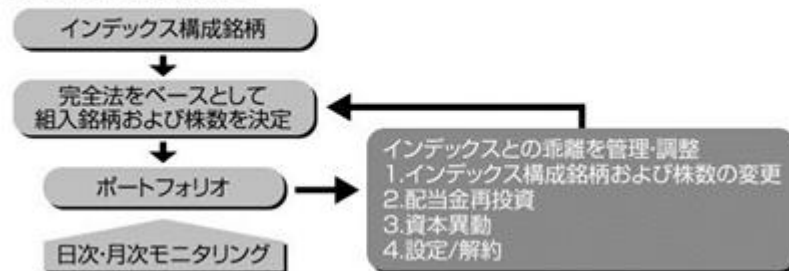 インデックス構成銘柄
完全法をベースとして
組入銘柄および株数を決定
ポートフォリオ
日次・月次モニタリング
インデックスとの乖離を管理・調整
1.インデックス構成銘柄および株数の変更
2.配当金再投資
3.資本異動
4.設定/解約